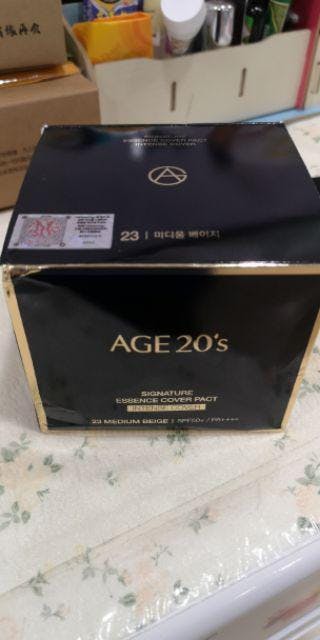 SIGNATURE
ESSENCE COVER PACT
INTENSE COVER
23 | 미디움 베이지
AGE 20's
SIGNATURE
ESSENCE COVER PACT
INTENSE COVER
23 MEDIUM BEIGE | SPF50+ / PA++++